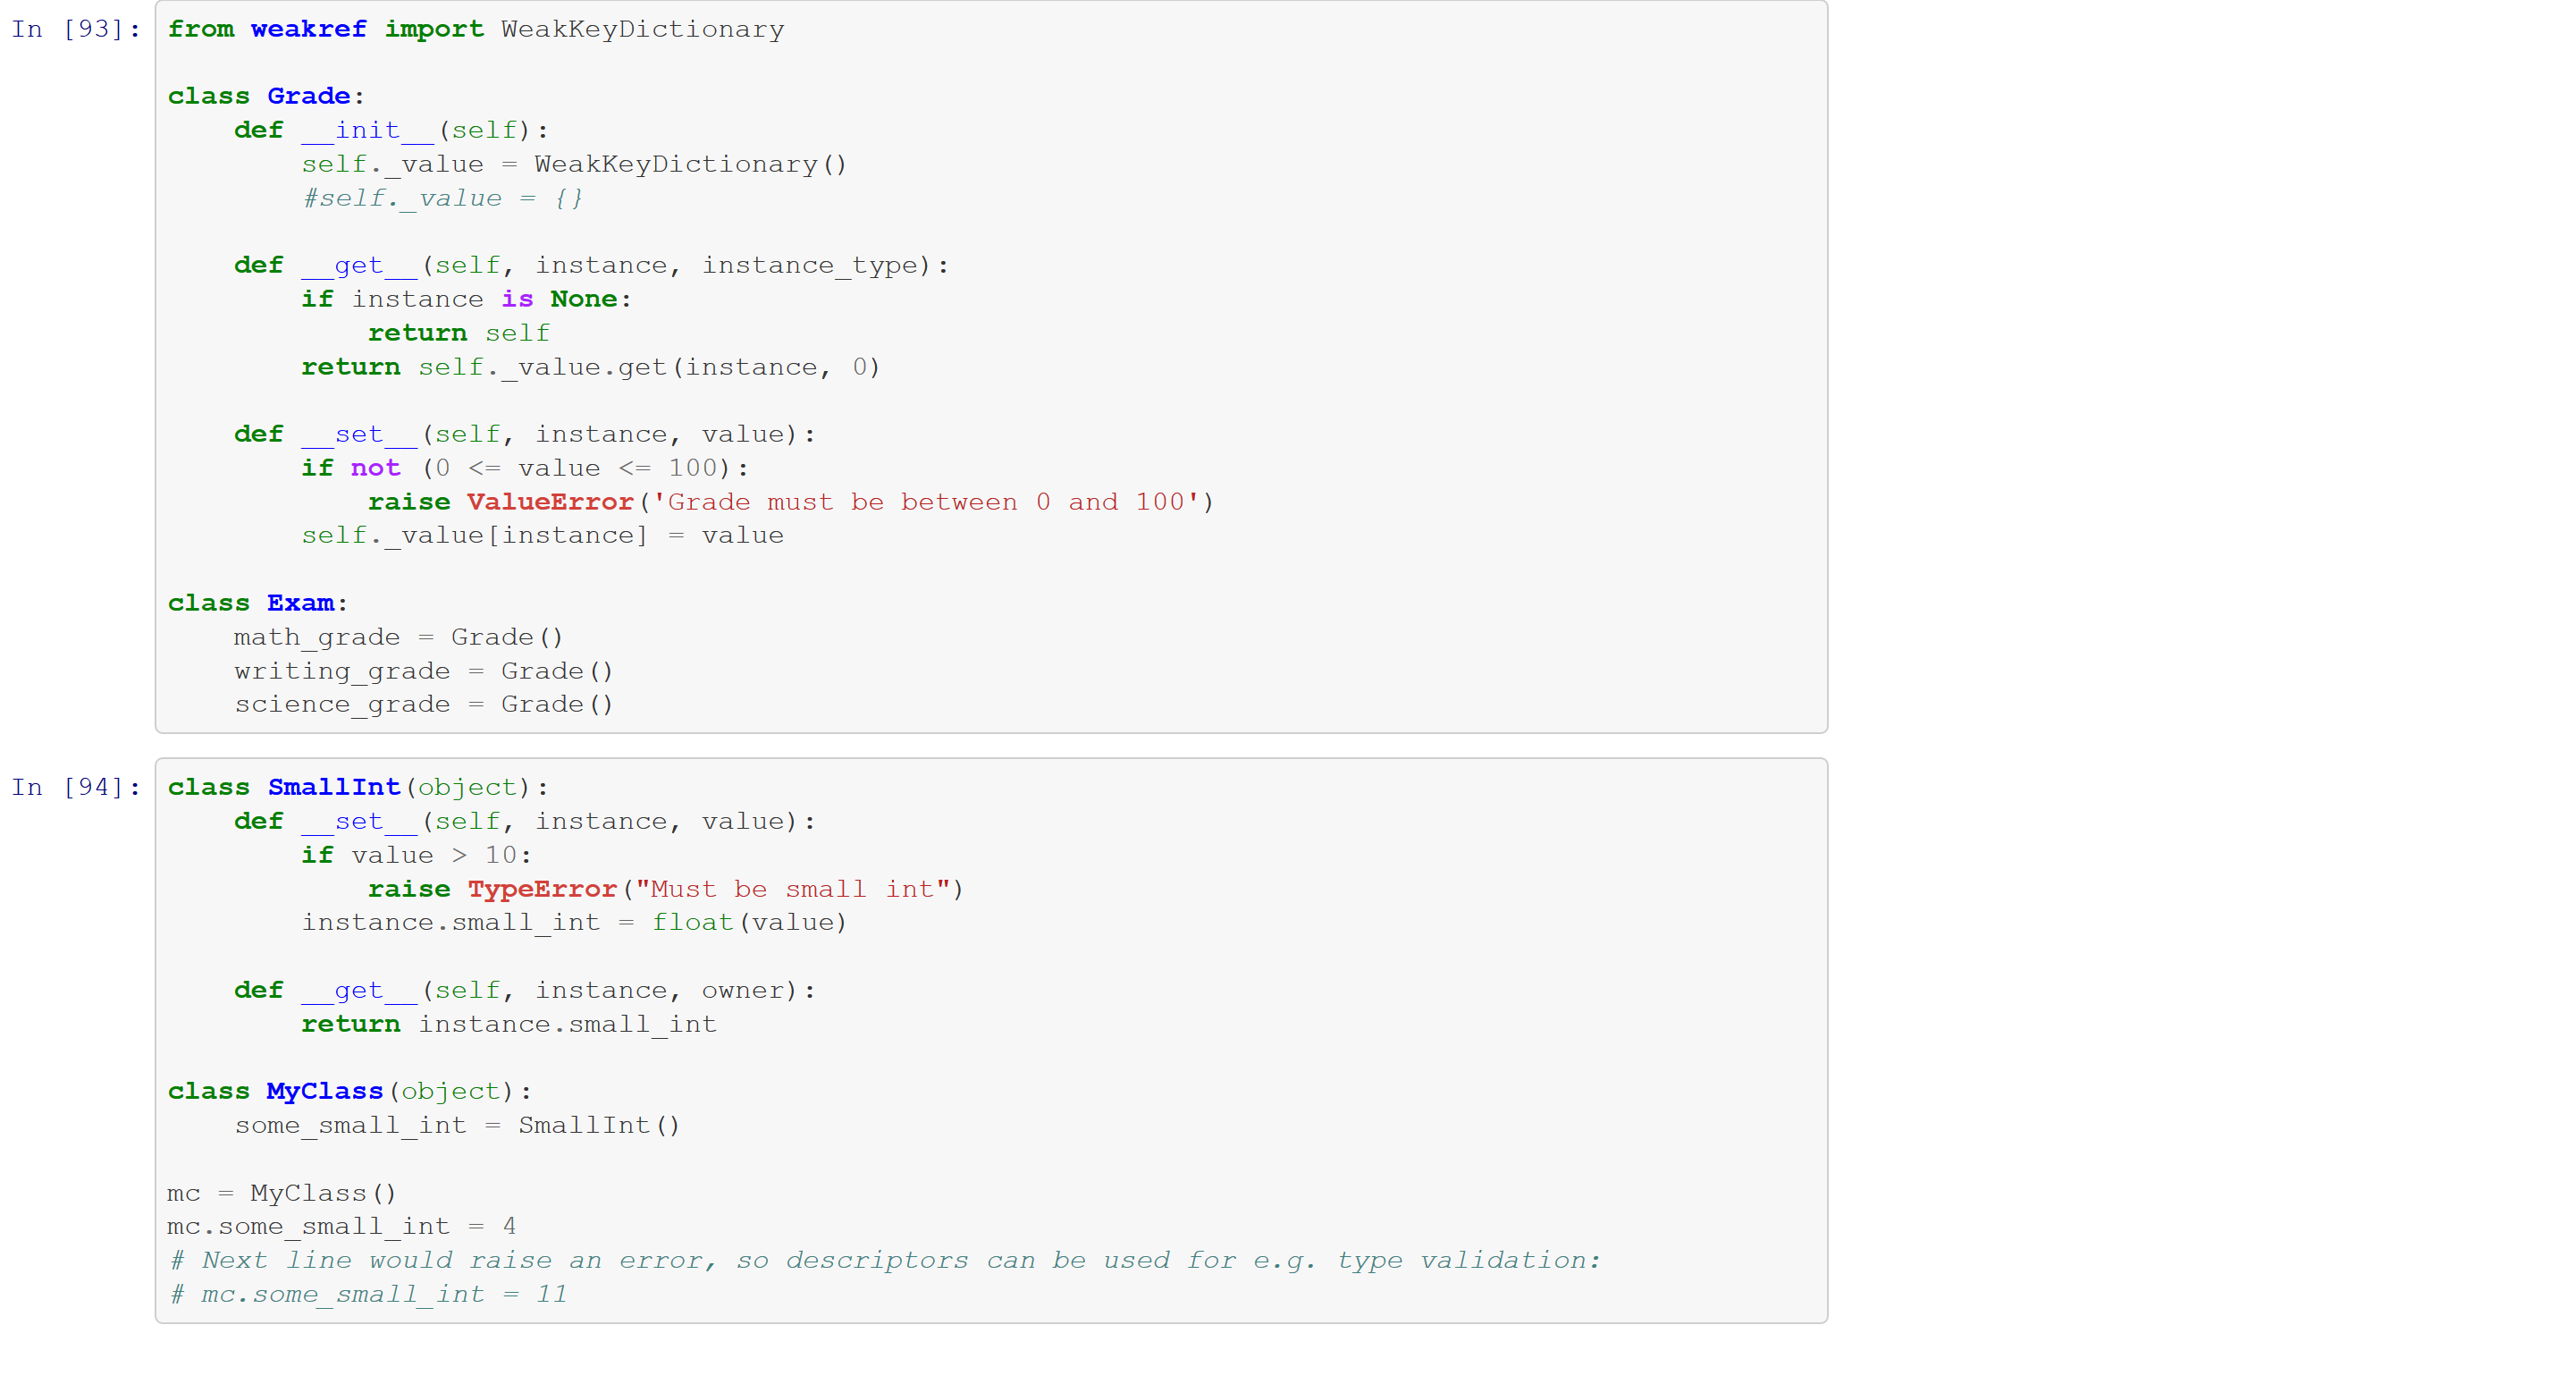 In [93]: from weakref import WeakKeyDictionary
class Grade:
    def __init__(self):
        self._value = WeakKeyDictionary()
        #self._value = {}
    def __get__(self, instance, instance_type):
        if instance is None:
            return self
        return self._value.get(instance, 0)
    def __set__(self, instance, value):
        if not (0 <= value <= 100):
            raise ValueError('Grade must be between 0 and 100')
        self._value[instance] = value
class Exam:
    math_grade = Grade()
    writing_grade = Grade()
    science_grade = Grade()
In [94]: class SmallInt(object):
    def __set__(self, instance, value):
        if value > 10:
            raise TypeError("Must be small int")
        instance.small_int = float(value)
    def __get__(self, instance, owner):
        return instance.small_int
class MyClass(object):
    some_small_int = SmallInt()
mc = MyClass()
mc.some_small_int = 4
# Next line would raise an error, so descriptors can be used for e.g. type validation:
# mc.some_small_int = 11